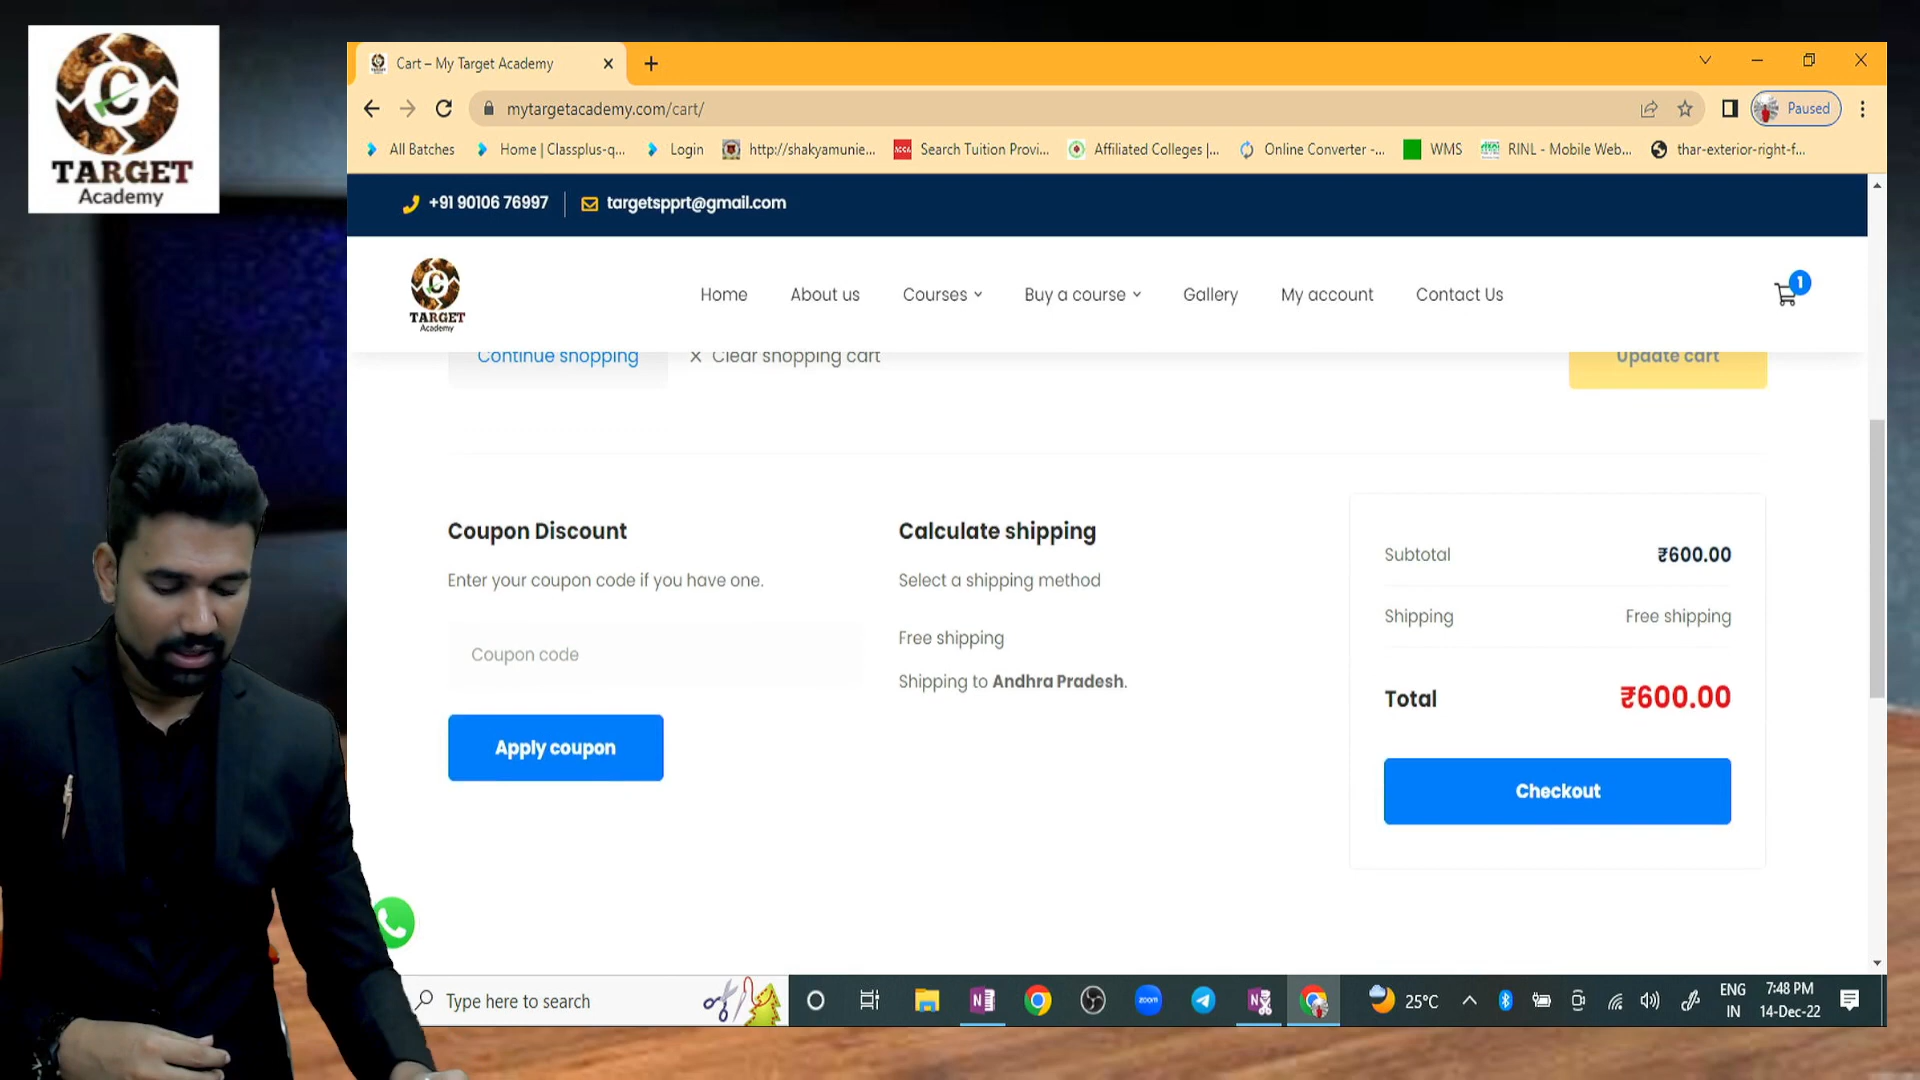 C
TARGET
Academy
Cart – My Target Academy
mytargetacademy.com/cart/
Paused
All Batches Home | Classplus-q... Login http://shakyamunie... Search Tuition Provi... Affiliated Colleges |... Online Converter -... WMS RINL - Mobile Web... thar-exterior-right-f...
+91 90106 76997 targetspprt@gmail.com
C
TARGET
Academy
Home About us Courses Buy a course Gallery My account Contact Us 1
Continue shopping X Clear shopping cart Update cart
Coupon Discount
Enter your coupon code if you have one.
Coupon code
Apply coupon
Calculate shipping
Select a shipping method
Free shipping
Shipping to Andhra Pradesh.
Subtotal ₹600.00
Shipping Free shipping
Total ₹600.00
Checkout
Type here to search
zoom
25°C
ENG
IN
7:48 PM
14-Dec-22